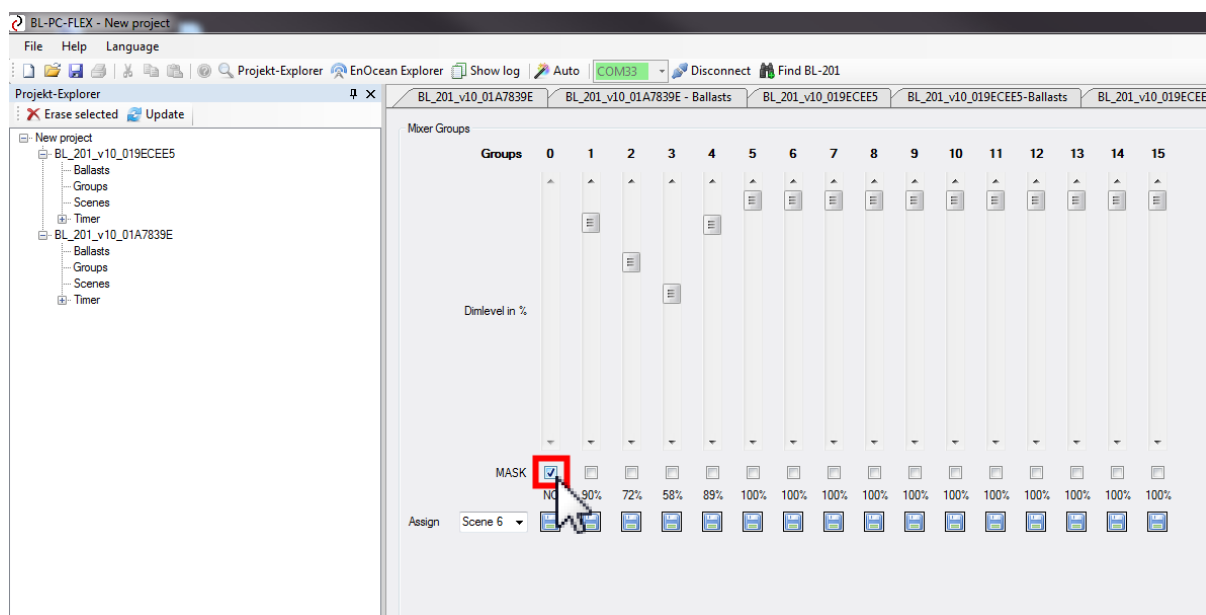 BL-PC-FLEX - New project
File Help Language
Projekt-Explorer EnOcean Explorer Show log Auto COM33 Disconnect Find BL-201
Projekt-Explorer
Erase selected Update
New project
BL_201_v10_019ECEE5
Ballasts
Groups
Scenes
Timer
BL_201_v10_01A7839E
Ballasts
Groups
Scenes
Timer
BL_201_v10_01A7839E BL_201_v10_01A7839E - Ballasts BL_201_v10_019ECEE5 BL_201_v10_019ECEE5-Ballasts BL_201_v10_019ECEE
Mixer Groups
Groups 0 1 2 3 4 5 6 7 8 9 10 11 12 13 14 15
Dimlevel in %
MASK
90% 72% 58% 89% 100% 100% 100% 100% 100% 100% 100% 100% 100% 100% 100%
Assign Scene 6